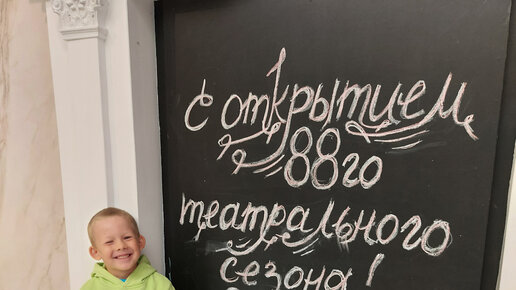 с открытием
88го
театрального
сезона!